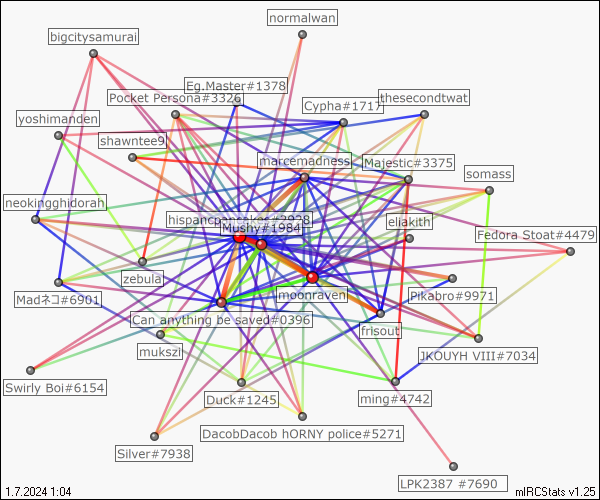 normalwan
bigcitysamurai
Eg.Master#1378
Pocket Persona#3326
Cypha#1717
thesecondtwat
yoshimanden
shawntee9
marcemadness
Majestic#3375
somass
neokingghidorah
hispancpancakes#2928
Mushy#1984
eliakith
Fedora Stoat#4479
zebula
moonraven
Pikabro#9971
Madネコ#6901
Can anything be saved#0396
frisout
mukszi
JKOUYH VIII#7034
Swirly Boi#6154
Duck#1245
ming#4742
DacobDacob hORNY police#5271
Silver#7938
LPK2387 #7690
1.7.2024 1:04
mIRCStats v1.25